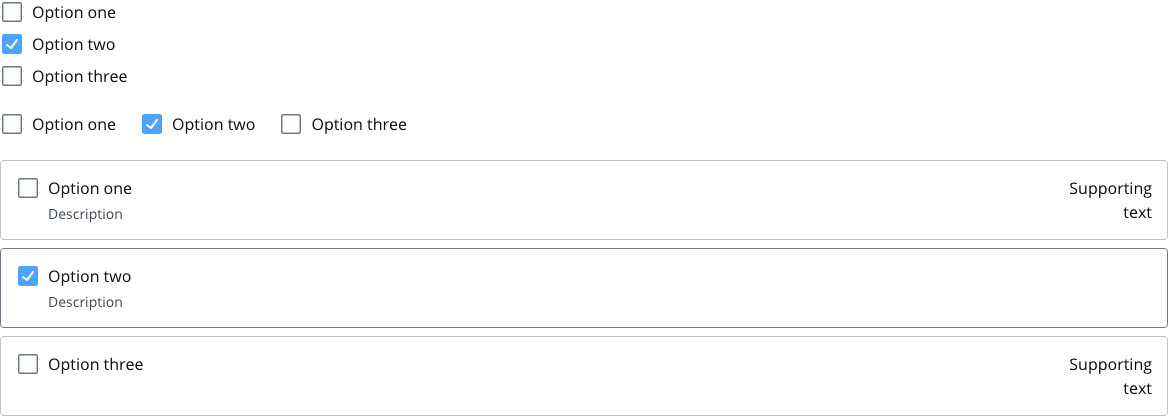 Option one
Option two
Option three
Option one Option two Option three
Option one
Description
Supporting
text
Option two
Description
Option three
Supporting
text